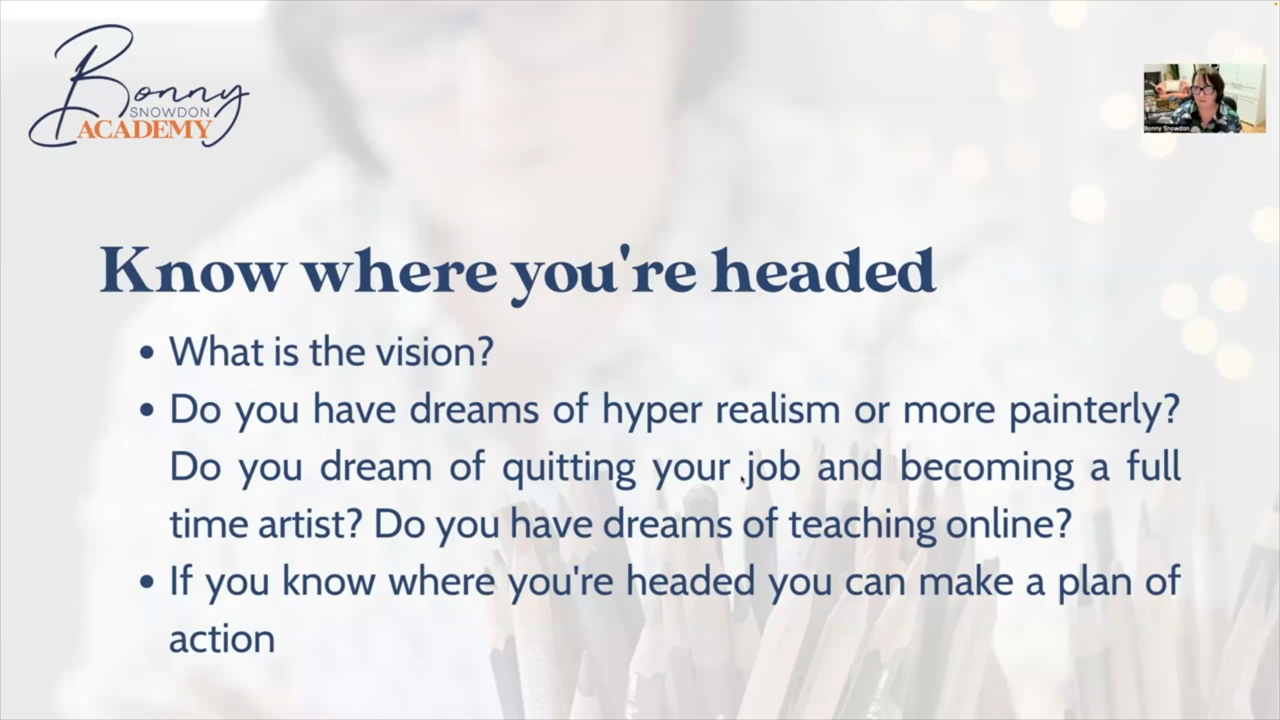 Bonny
SNOWDON
ACADEMY
Bonny Snowdon
Know where you're headed
• What is the vision?
• Do you have dreams of hyper realism or more painterly?
Do you dream of quitting your job and becoming a full
time artist? Do you have dreams of teaching online?
• If you know where you're headed you can make a plan of
action